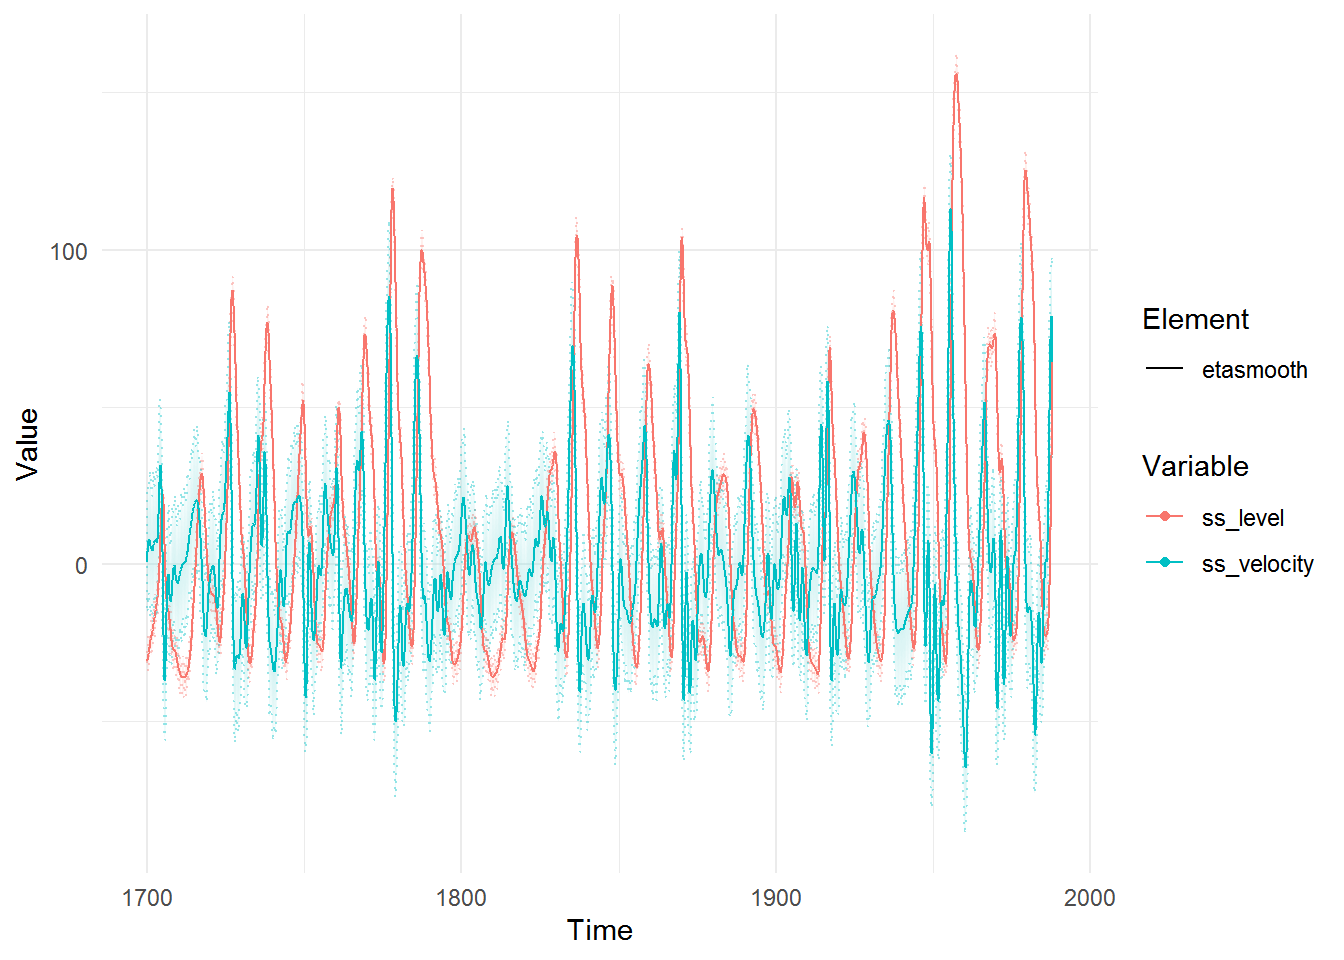 100
0
Value
1700
1800
1900
2000
Time
Element
etasmooth
Variable
ss_level
ss_velocity